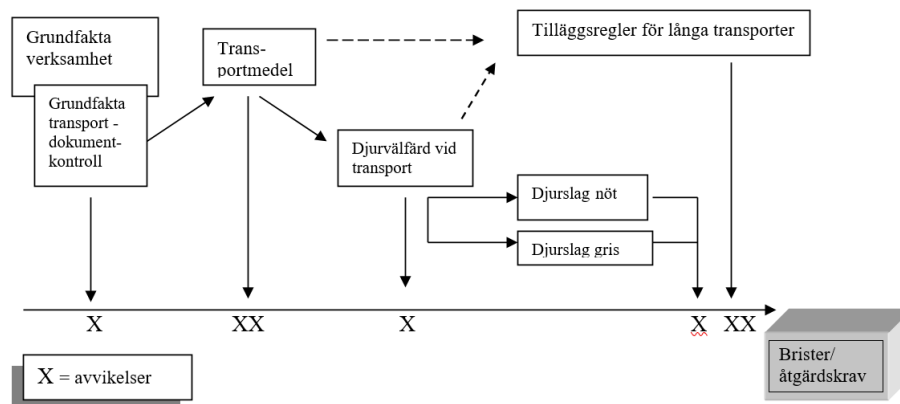 Grundfakta
verksamhet
Grundfakta
transport -
dokument-
kontroll
Trans-
portmedel
Tilläggsregler för långa transporter
Djurvälfärd vid
transport
Djurslag nöt
Djurslag gris
X XX X X XX
X = avvikelser
Brister/
åtgärdskrav